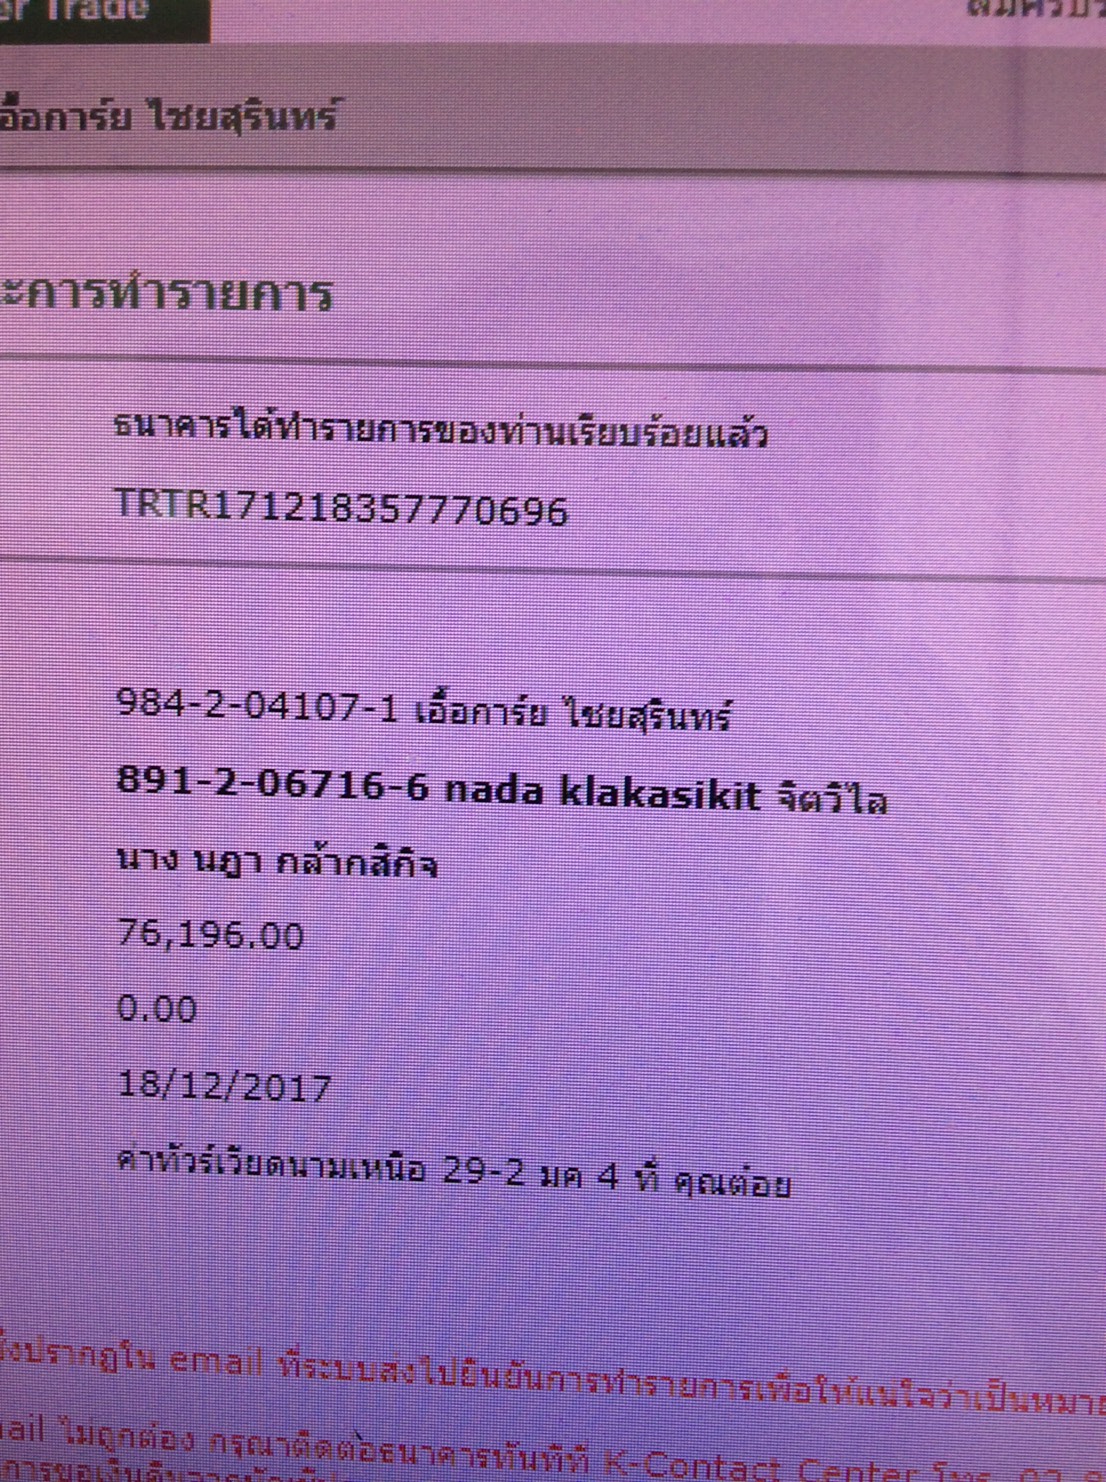 er Trade
เอื้อการ์ย ไชยสุรินทร์
ะการทำรายการ
ธนาคารได้ทำรายการของท่านเรียบร้อยแล้ว
TRTR171218357770696
984-2-04107-1 เอื้อการ์ย ไชยสุรินทร์
891-2-06716-6 nada klakasikit จิตวิไล
นาง นฎา กล้ากสิกิจ
76,196.00
0.00
18/12/2017
ค่าทัวร์เวียดนามเหนือ 29-2 มค 4 ที่ คุณต่อย
ปรากฏใน email ที่ระบบส่งไปยืนยันการทำรายการเพื่อให้แน่ใจว่าเป็นหมาย
ail ไม่ถูกต้อง กรุณาติดต่อธนาคารทันทีที่ K-Contact Center โทร